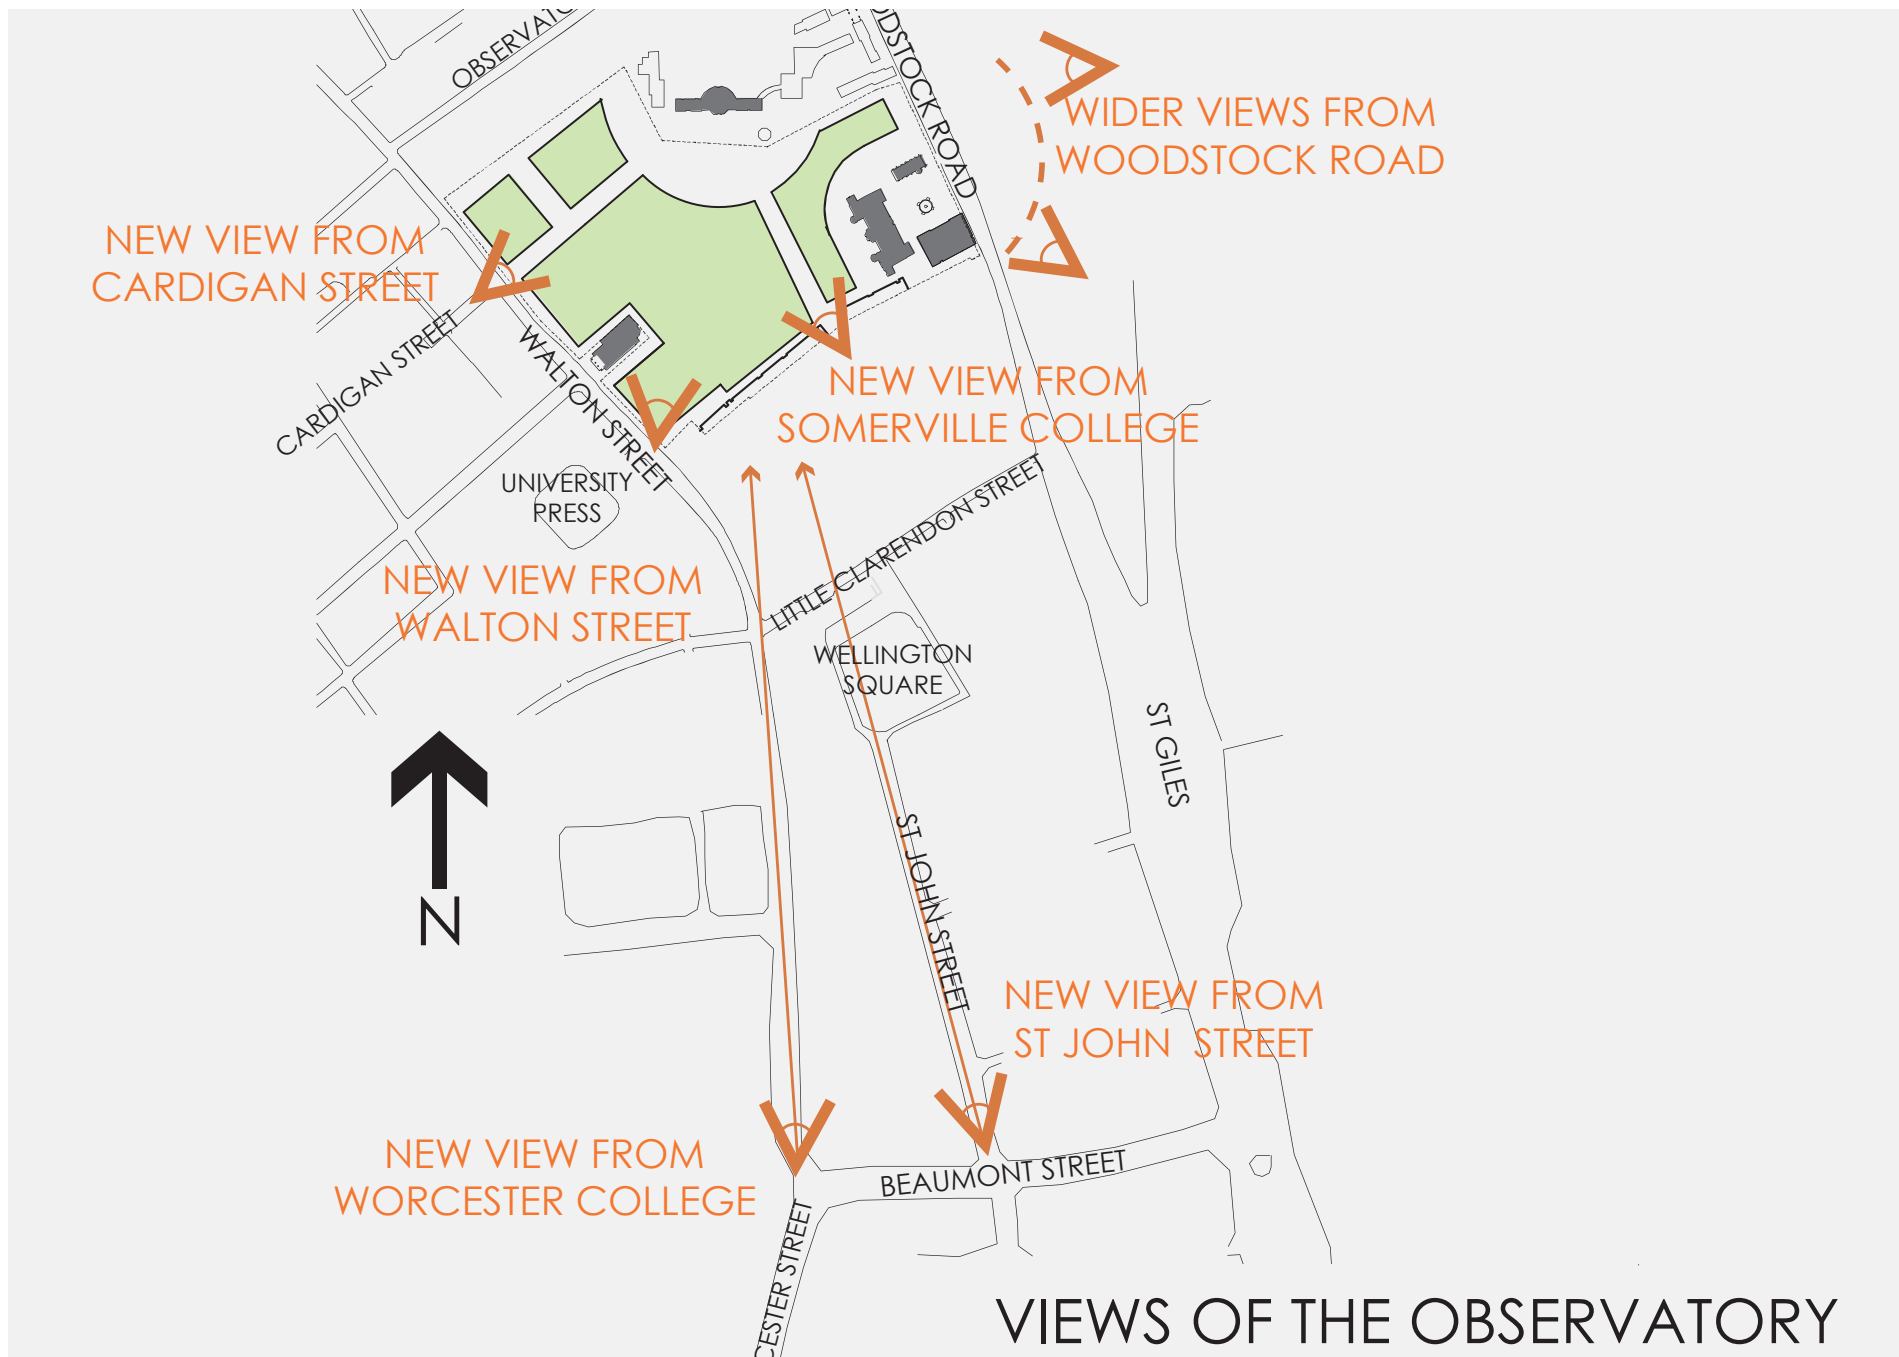 OBSERVATO
ODSTOCK ROAD
WIDER VIEWS FROM
WOODSTOCK ROAD
NEW VIEW FROM
CARDIGAN STREET
CARDIGAN STREET
WALTON STREET
NEW VIEW FROM
SOMERVILLE COLLEGE
UNIVERSITY
PRESS
LITTLE CLARENDON STREET
NEW VIEW FROM
WALTON STREET
WELLINGTON
SQUARE
ST GILES
N
ST JOHN STREET
NEW VIEW FROM
ST JOHN STREET
NEW VIEW FROM
WORCESTER COLLEGE
BEAUMONT STREET
CESTER STREET
VIEWS OF THE OBSERVATORY